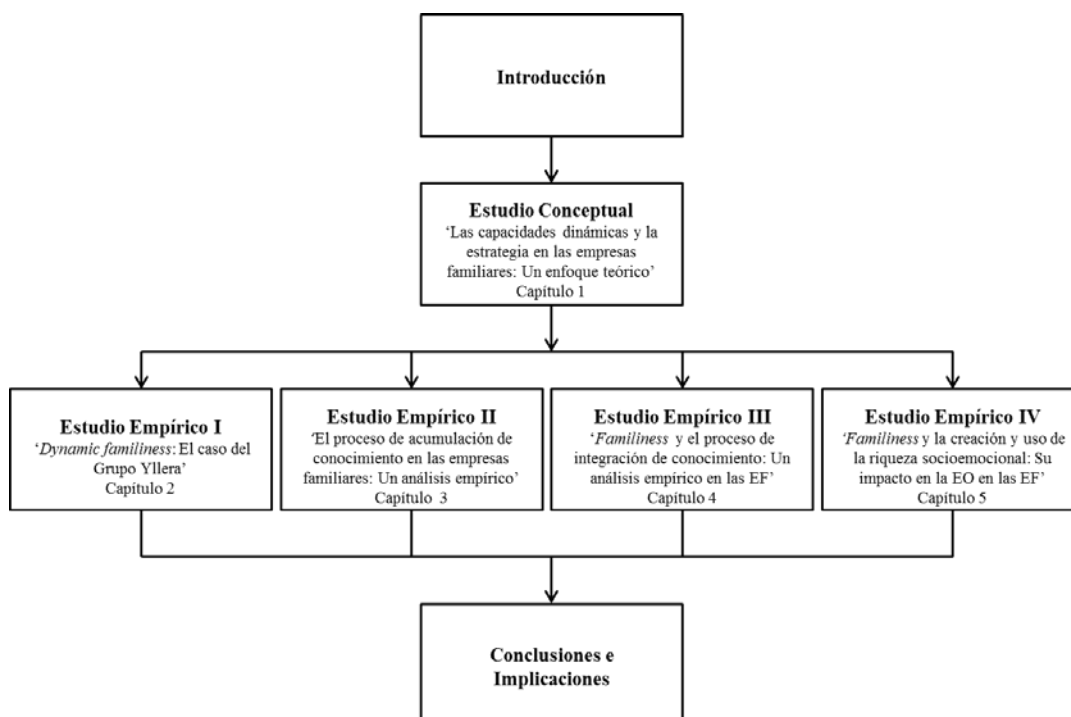 Introducción
Estudio Conceptual
‘Las capacidades dinámicas y la
estrategia en las empresas
familiares: Un enfoque teórico’
Capítulo 1
Estudio Empírico I
‘Dynamic familiness: El caso del
Grupo Yllera’
Capítulo 2
Estudio Empírico II
‘El proceso de acumulación de
conocimiento en las empresas
familiares: Un análisis empírico’
Capítulo 3
Estudio Empírico III
‘Familiness y el proceso de
integración de conocimiento: Un
análisis empírico en las EF’
Capítulo 4
Estudio Empírico IV
‘Familiness y la creación y uso de
la riqueza socioemocional: Su
impacto en la EO en las EF’
Capítulo 5
Conclusiones e
Implicaciones